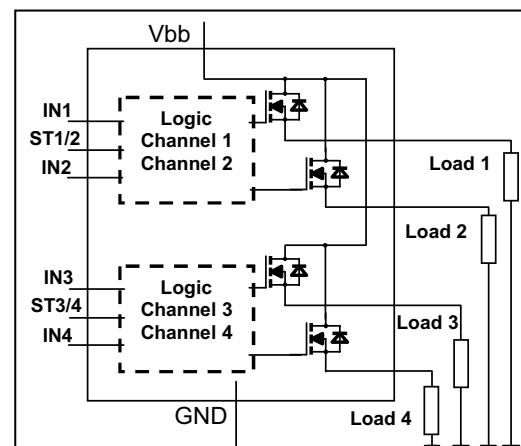 Vbb
IN1
ST1/2
IN2
Logic
Channel 1
Channel 2
Load 1
Load 2
IN3
ST3/4
IN4
Logic
Channel 3
Channel 4
Load 3
Load 4
GND